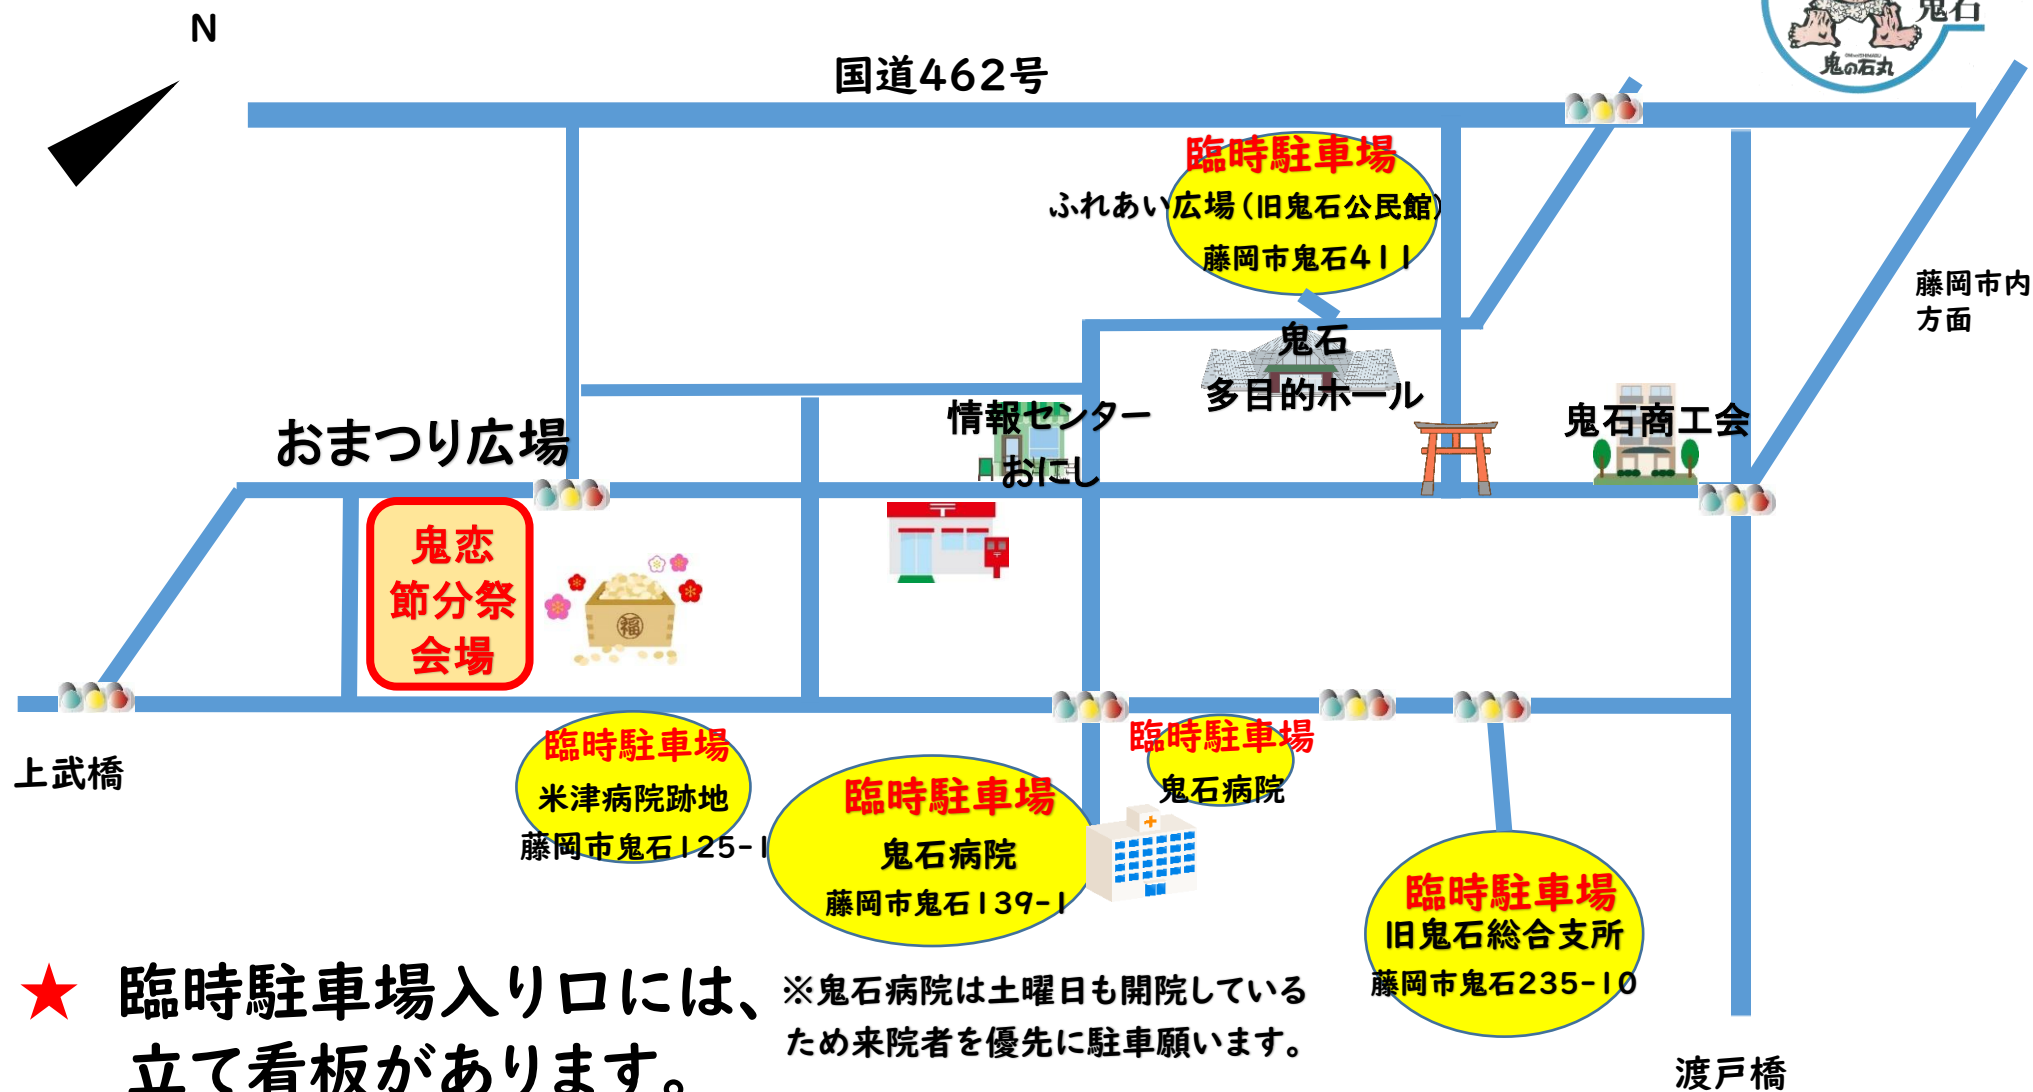 N
国道462号
鬼石
鬼の石丸
臨時駐車場
ふれあい広場(旧鬼石公民館)
藤岡市鬼石411
藤岡市内
方面
鬼石
多目的ホール
情報センター
おにし
鬼石商工会
おまつり広場
鬼恋
節分祭
会場
福
〒
〒
上武橋
臨時駐車場
米津病院跡地
藤岡市鬼石125-1
臨時駐車場
鬼石病院
藤岡市鬼石139-1
臨時駐車場
鬼石病院
臨時駐車場
旧鬼石総合支所
藤岡市鬼石235-10
★ 臨時駐車場入り口には、
立て看板があります。
※鬼石病院は土曜日も開院している
ため来院者を優先に駐車願います。
渡戸橋